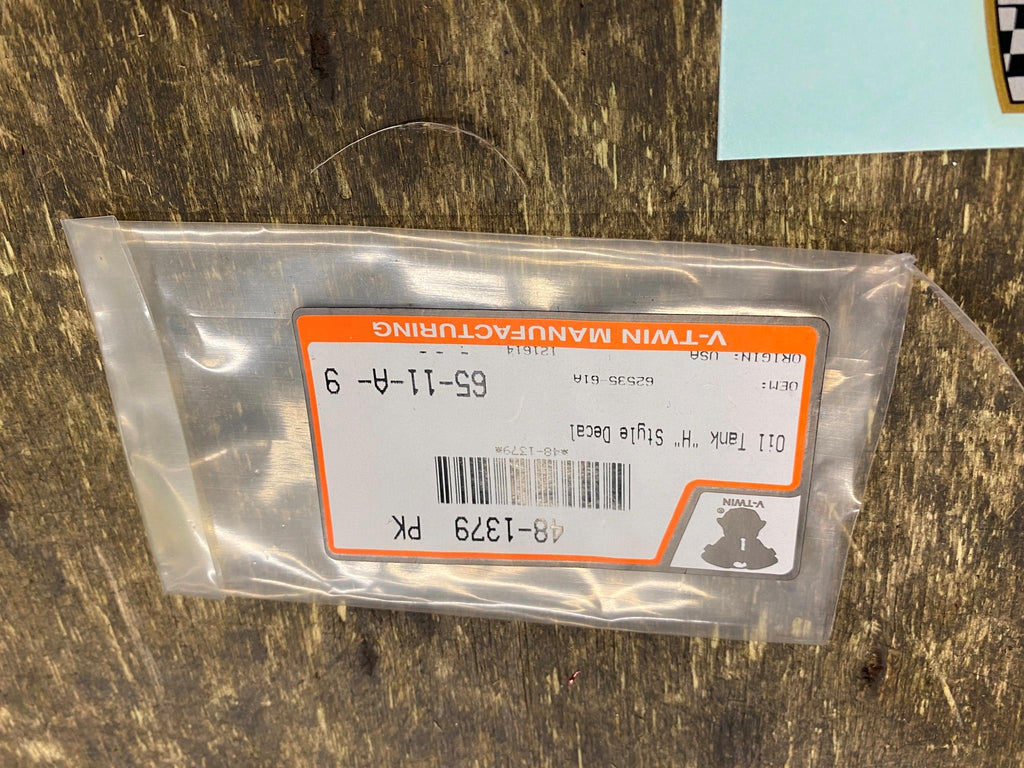 48-1379 PK
V-TWIN
®
*48-1379*
Oil Tank "H" Style Decal
OEM: 62535-61A 65-11-A- 9
ORIGIN: USA 121614 - - -
V-TWIN MANUFACTURING